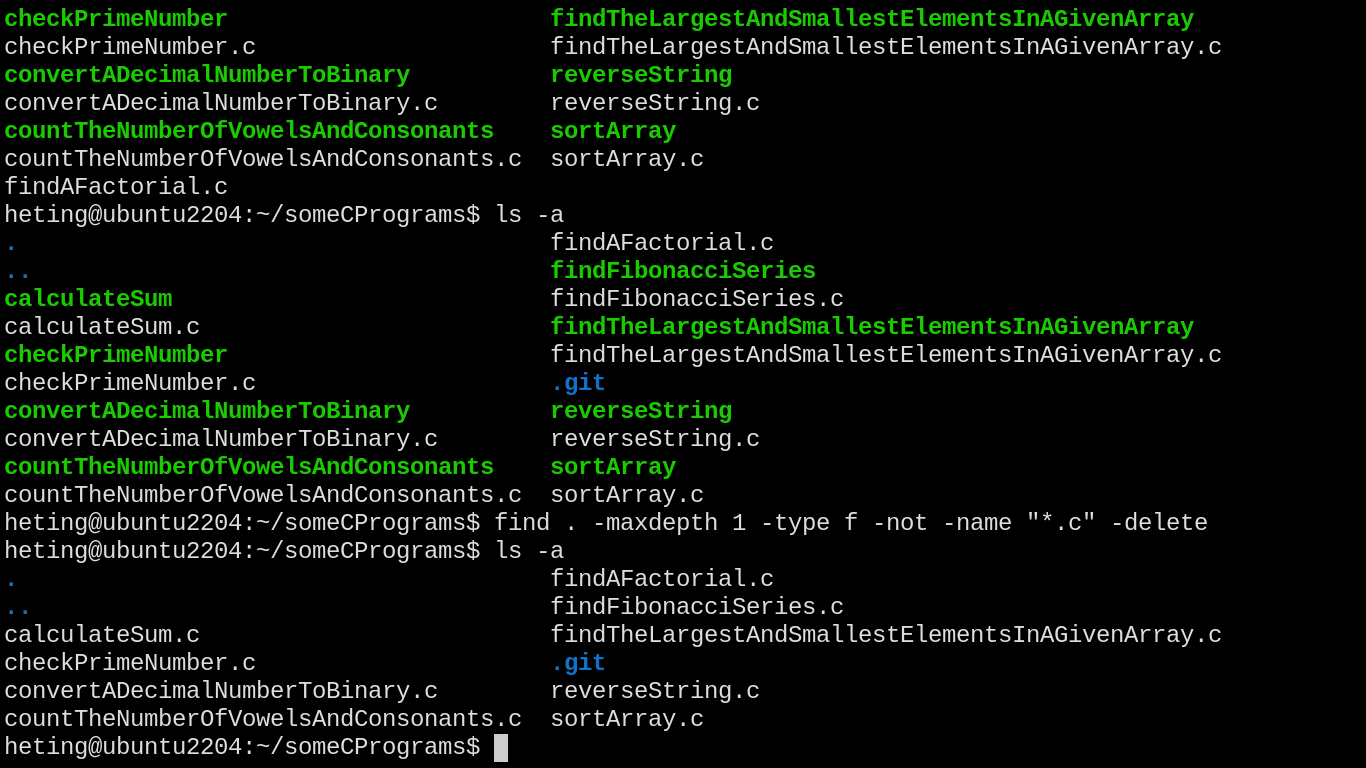 checkPrimeNumber                       findTheLargestAndSmallestElementsInAGivenArray
checkPrimeNumber.c                     findTheLargestAndSmallestElementsInAGivenArray.c
convertADecimalNumberToBinary          reverseString
convertADecimalNumberToBinary.c        reverseString.c
countTheNumberOfVowelsAndConsonants    sortArray
countTheNumberOfVowelsAndConsonants.c  sortArray.c
findAFactorial.c
heting@ubuntu2204:~/someCPrograms$ ls -a
.                                      findAFactorial.c
..                                     findFibonacciSeries
calculateSum                           findFibonacciSeries.c
calculateSum.c                         findTheLargestAndSmallestElementsInAGivenArray
checkPrimeNumber                       findTheLargestAndSmallestElementsInAGivenArray.c
checkPrimeNumber.c                     .git
convertADecimalNumberToBinary          reverseString
convertADecimalNumberToBinary.c        reverseString.c
countTheNumberOfVowelsAndConsonants    sortArray
countTheNumberOfVowelsAndConsonants.c  sortArray.c
heting@ubuntu2204:~/someCPrograms$ find . -maxdepth 1 -type f -not -name "*.c" -delete
heting@ubuntu2204:~/someCPrograms$ ls -a
.                                      findAFactorial.c
..                                     findFibonacciSeries.c
calculateSum.c                         findTheLargestAndSmallestElementsInAGivenArray.c
checkPrimeNumber.c                     .git
convertADecimalNumberToBinary.c        reverseString.c
countTheNumberOfVowelsAndConsonants.c  sortArray.c
heting@ubuntu2204:~/someCPrograms$